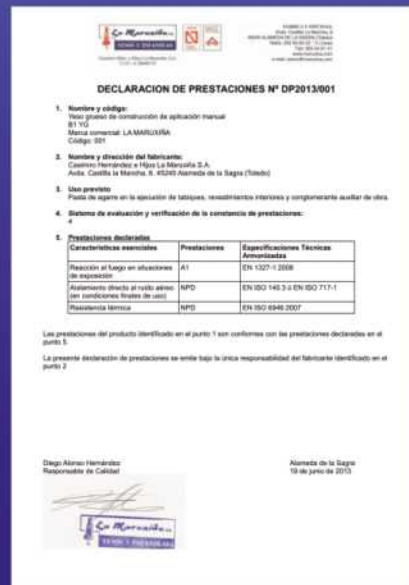 La Maruxiña
YESOS Y ESCAYOLAS
DECLARACION DE PRESTACIONES Nº DP2013/001
1. Nombre y código:
Yeso grueso de construcción de aplicación manual
B1 YG
Marca comercial: LA MARUXIÑA
Código: 001
2. Nombre y dirección del fabricante:
Casimiro Hernández e Hijos La Maruxiña S.A.
Avda. Castilla la Mancha, 6. 45240 Alameda de la Sagra (Toledo)
3. Uso previsto
Pasta de agarre en la ejecución de tabiques, revestimientos interiores y conglomerante auxiliar de obra.
4. Sistema de evaluación y verificación de la constancia de prestaciones:
4
5. Prestaciones declaradas
Características esenciales Prestaciones Especificaciones Técnicas
Armonizadas
Reacción al fuego en situaciones A1 EN 1327-1:2008
de exposición
Aislamiento directo al ruido aéreo NPD EN ISO 140.3 ó EN ISO 717-1
(en condiciones finales de uso)
Resistencia térmica NPD EN ISO 6946:2007
Las prestaciones del producto identificado en el punto 1 son conformes con las prestaciones declaradas en el
punto 5.
La presente declaración de prestaciones se emite bajo la única responsabilidad del fabricante identificado en el
punto 2
Diego Alonso Hernández Alameda de la Sagra
Responsable de Calidad 19 de junio de 2013
La Maruxiña
YESOS Y ESCAYOLAS